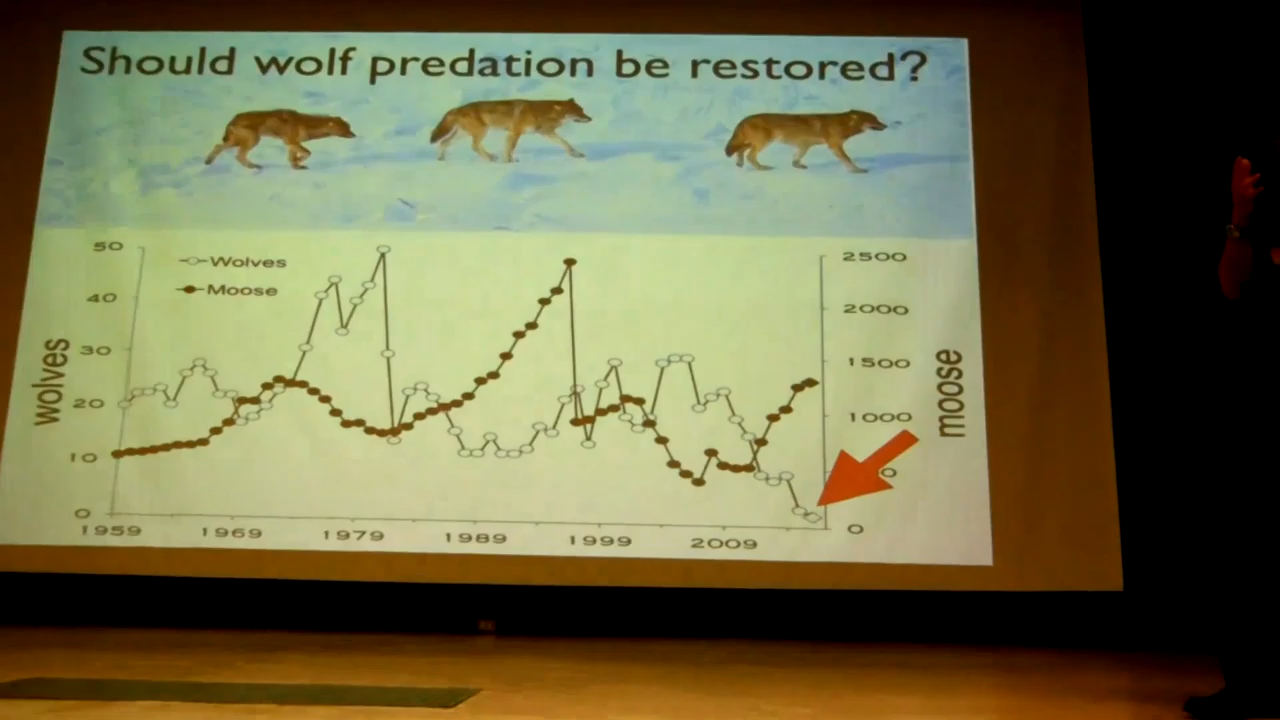 Should wolf predation be restored?
50
40
30
20
10
0
wolves
Wolves
Moose
2500
2000
1500
1000
0
0
moose
1959 1969 1979 1989 1999 2009